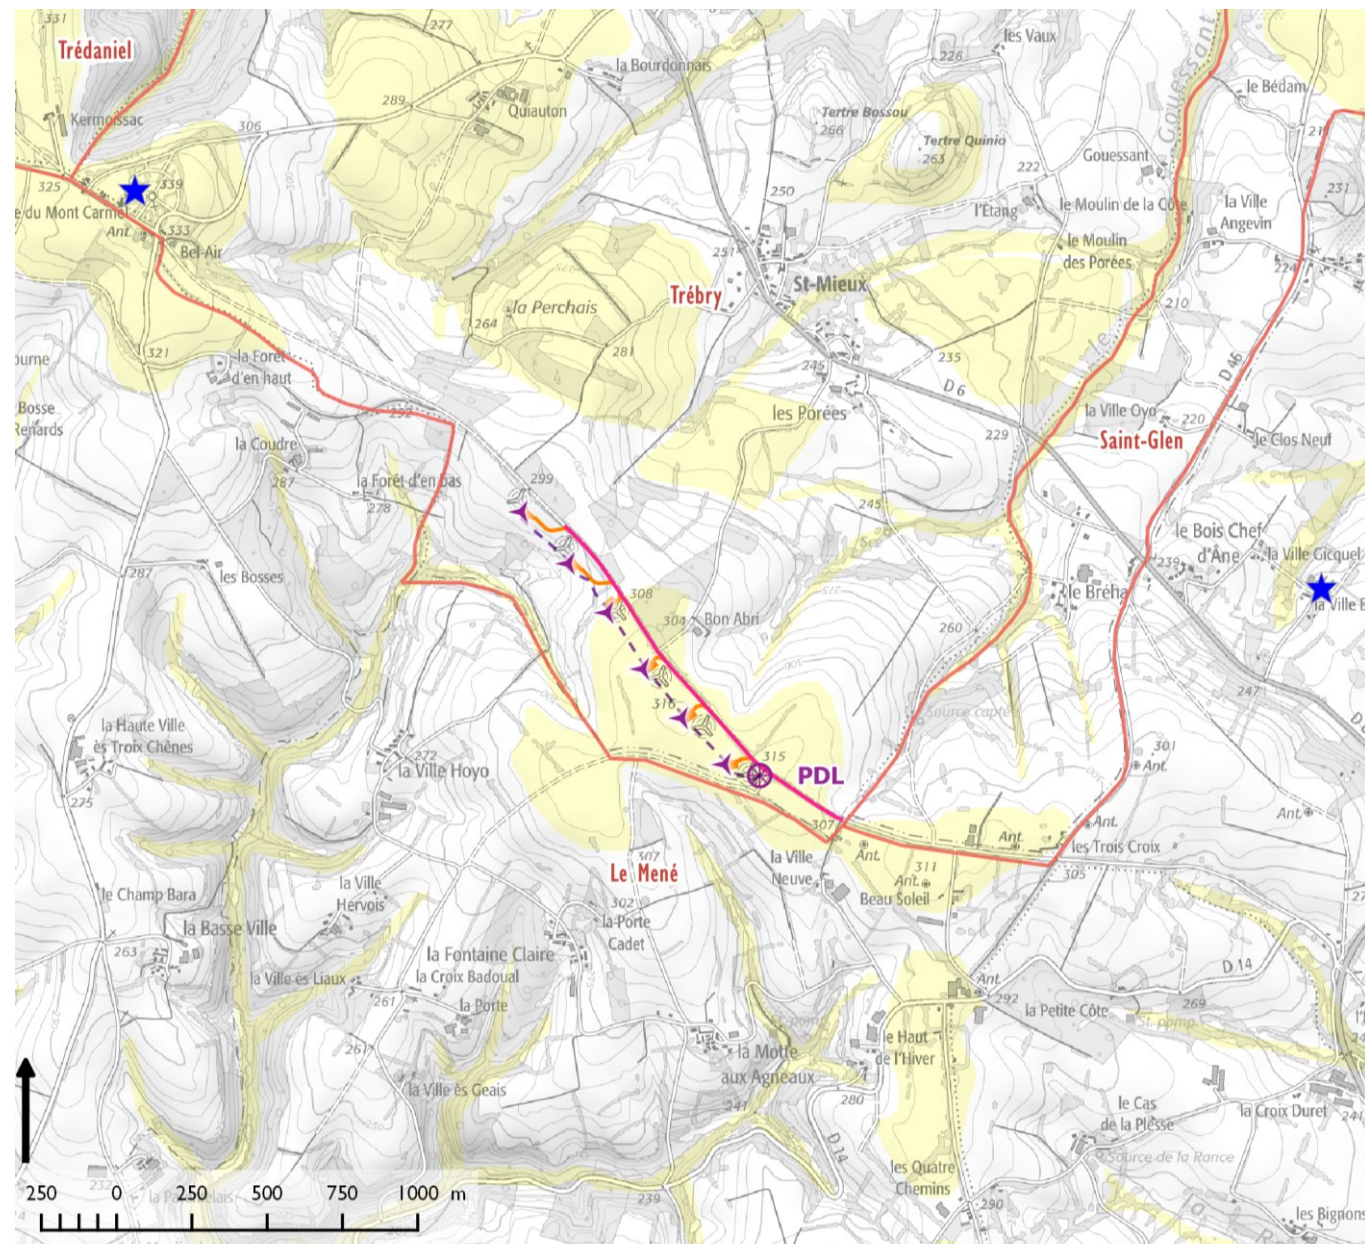 331
Trédaniel
277
les Vaux
226
la Bourdonnais
le Bédam
Kermoissac
289
Quiauton
306
Tertre Bossou
266
Tertre Quinio
263
Gouessant
222
Gouessant
325
339
250
231
e du Mont Carmel
l'Étang
le Moulin de la Côte
la Ville
Angevin
Ant.
333
Bel-Air
251
le Moulin
des Porées
224
St-Mieux
Trébry
la Perchais
264
210
321
281
235
la Forêt
d'en haut
245
D 6
D 46
292
Bosse
Renards
les Porées
la Ville Oyo
220
229
Saint-Glen
le Clos Neuf
la Coudre
287
la Forêt d'en bas
278
299
245
le Bois Chef
d'Âne
239
la Ville Gicquel
287
les Bosses
308
304
Bon Abri
le Bréha
la Ville B
260
316
247
Source capté
la Haute Ville
ès Troix Chênes
272
la Ville Hoyo
315
PDL
301
Ant.
275
307
Ant.
Ant.
Ant.
Ant.
les Trois Croix
307
la Ville
Neuve
311
Ant.
Beau Soleil
305
Le Mené
le Champ Bara
la Ville
Hervois
302
la Porte
Cadet
la Basse Ville
263
la Fontaine Claire
la Croix Badoual
la Ville ès Liaux
261
la Porte
D 14
Ant.
292
269
la Petite Côte
St. pomp.
261
le Haut
de l'Hiver
la Motte
aux Agneaux
la Ville ès Geais
280
241
le Cas
de la Plesse
la Croix Duret
D 14
Source de la Rance
les Quatre
Chemins
239
290
les Bignons
250 0 250 500 750 1000 m